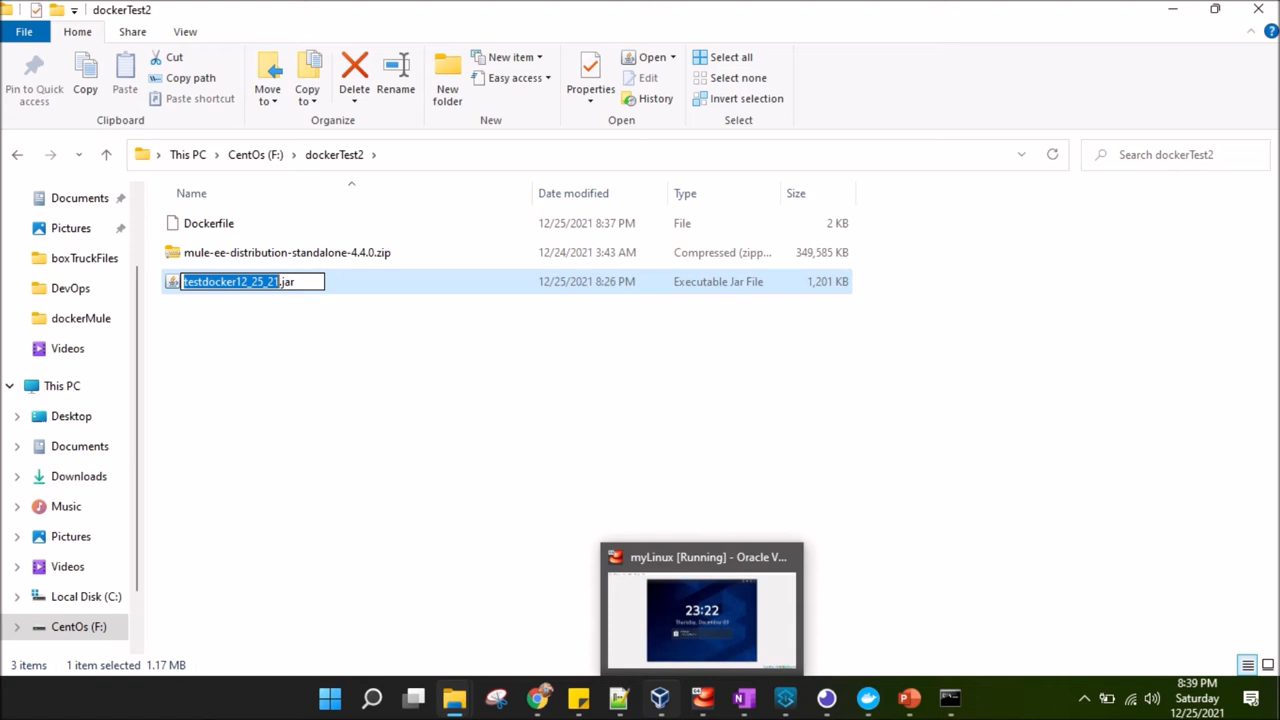 dockerTest2
File Home Share View
Pin to Quick access
Copy
Paste
Cut
Copy path
Paste shortcut
Clipboard
Move to
Copy to
Delete
Rename
Organize
New folder
New item
Easy access
New
Properties
Open
Edit
History
Open
Select all
Select none
Invert selection
Select
This PC > CentOs (F:) > dockerTest2 >
Search dockerTest2
Name Date modified Type Size
Dockerfile 12/25/2021 8:37 PM File 2 KB
mule-ee-distribution-standalone-4.4.0.zip 12/24/2021 3:43 AM Compressed (zipp... 349,585 KB
testdocker12_25_21.jar 12/25/2021 8:26 PM Executable Jar File 1,201 KB
Documents
Pictures
boxTruckFiles
DevOps
dockerMule
Videos
This PC
Desktop
Documents
Downloads
Music
Pictures
Videos
Local Disk (C:)
CentOs (F:)
myLinux [Running] - Oracle V...
23:22
3 items 1 item selected 1.17 MB
8:39 PM
Saturday
12/25/2021